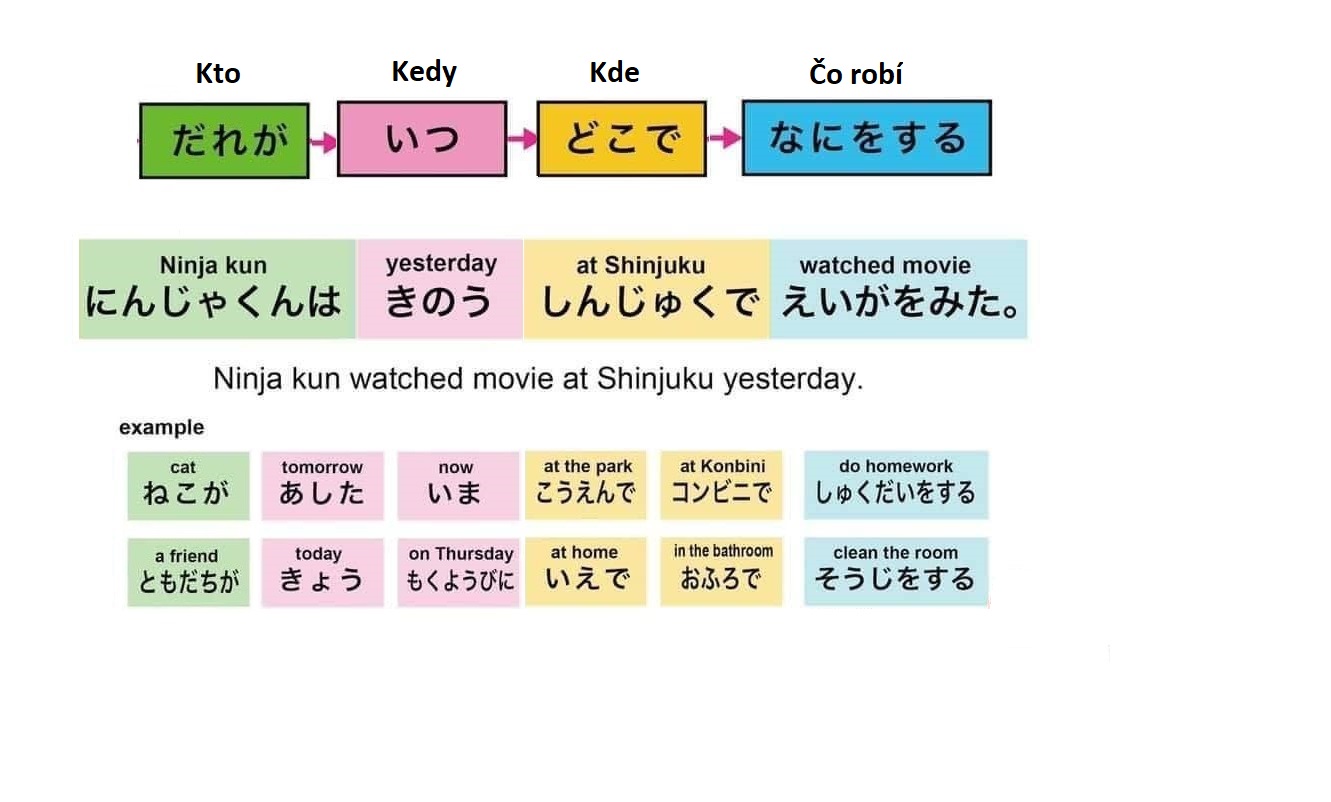 Kto Kedy Kde Čo robí
だれが いつ どこで なにをする
Ninja kun yesterday at Shinjuku watched movie
にんじゃくんは きのう しんじゅくで えいがをみた。
Ninja kun watched movie at Shinjuku yesterday.
example
cat tomorrow now at the park at Konbini do homework
ねこが あした いま こうえんで コンビニで しゅくだいをする
a friend today on Thursday at home in the bathroom clean the room
ともだちが きょう もくようびに いえで おふろで そうじをする